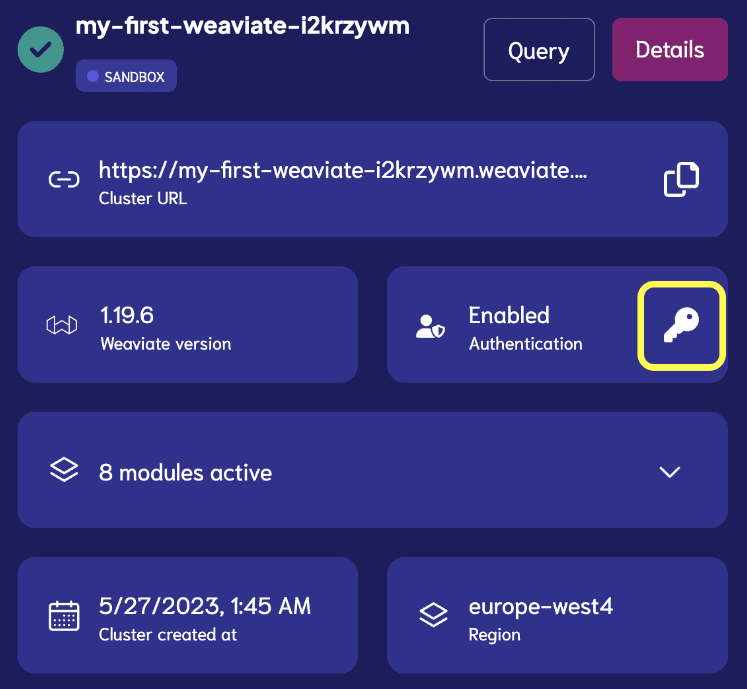 my-first-weaviate-i2krzywm
SANDBOX
Query
Details
https://my-first-weaviate-i2krzywm.weaviate....
Cluster URL
1.19.6
Weaviate version
Enabled
Authentication
8 modules active
5/27/2023, 1:45 AM
Cluster created at
europe-west4
Region